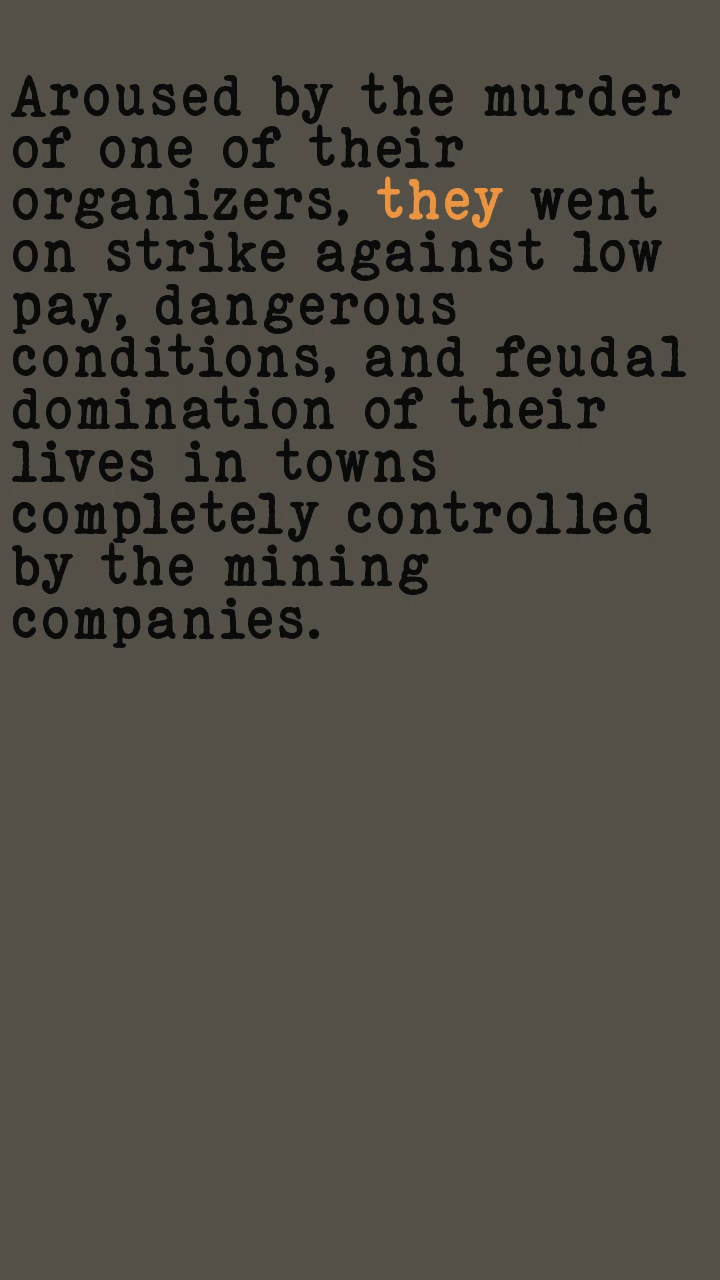 Aroused by the murder
of one of their
organizers, they went
on strike against low
pay, dangerous
conditions, and feudal
domination of their
lives in towns
completely controlled
by the mining
companies.